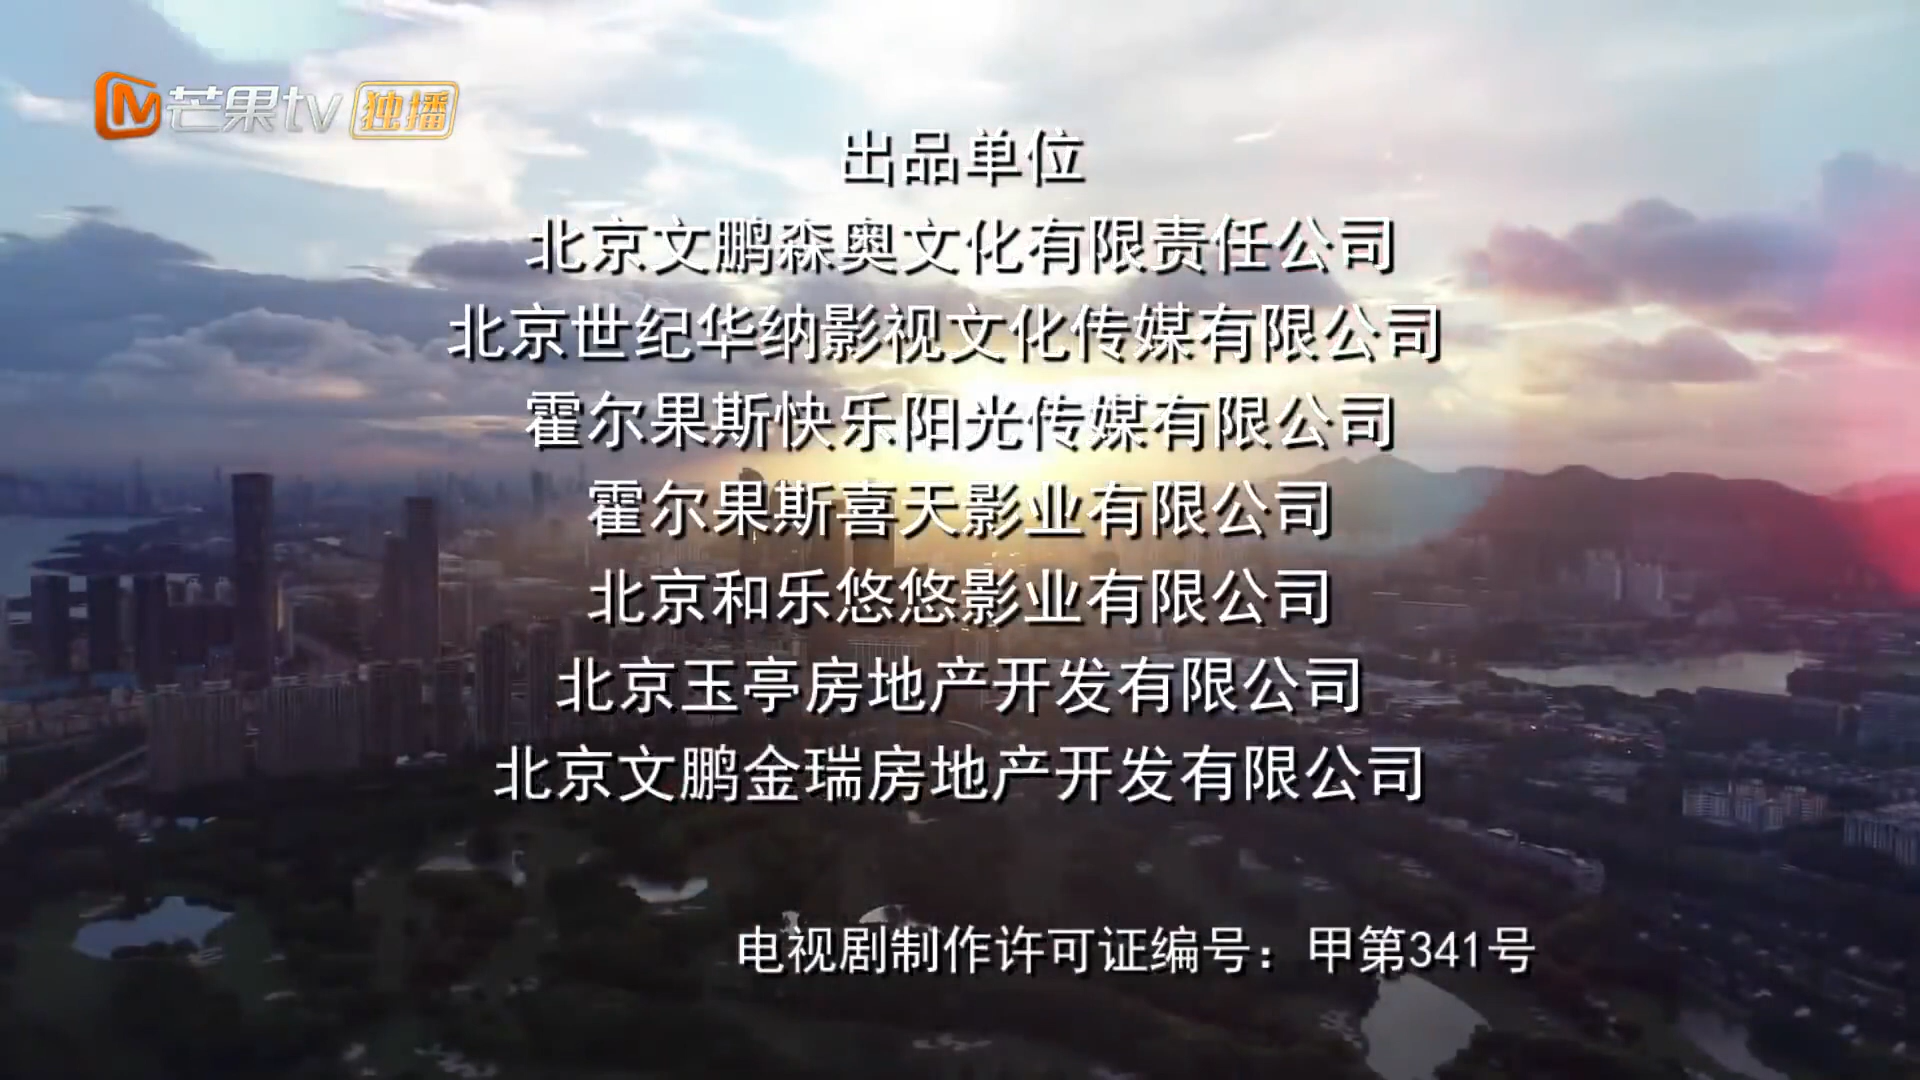 芒果tv 独播
出品单位
北京文鹏森奥文化有限责任公司
北京世纪华纳影视文化传媒有限公司
霍尔果斯快乐阳光传媒有限公司
霍尔果斯喜天影业有限公司
北京和乐悠悠影业有限公司
北京玉亭房地产开发有限公司
北京文鹏金瑞房地产开发有限公司
电视剧制作许可证编号：甲第341号